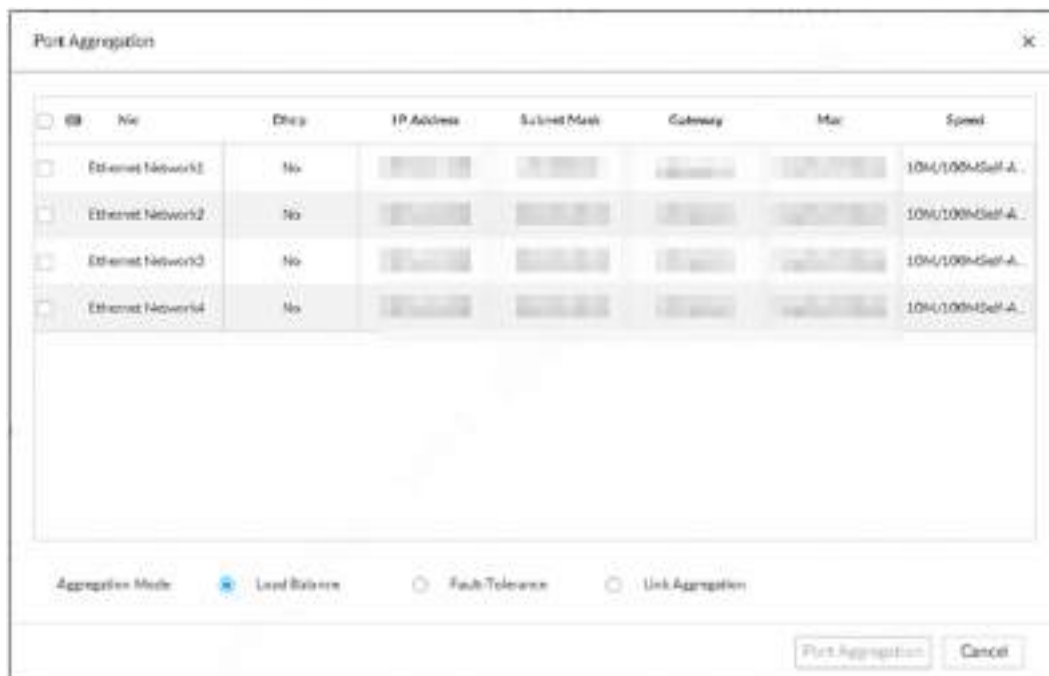 Port Aggregation
Nic Dhcp IP Address Subnet Mask Gateway Mac Speed
Ethernet Network1 No 10M/100MSelf-A...
Ethernet Network2 No 10M/100MSelf-A...
Ethernet Network3 No 10M/100MSelf-A...
Ethernet Network4 No 10M/100MSelf-A...
Aggregation Mode Load Balance Fault Tolerance Link Aggregation
Port Aggregation Cancel